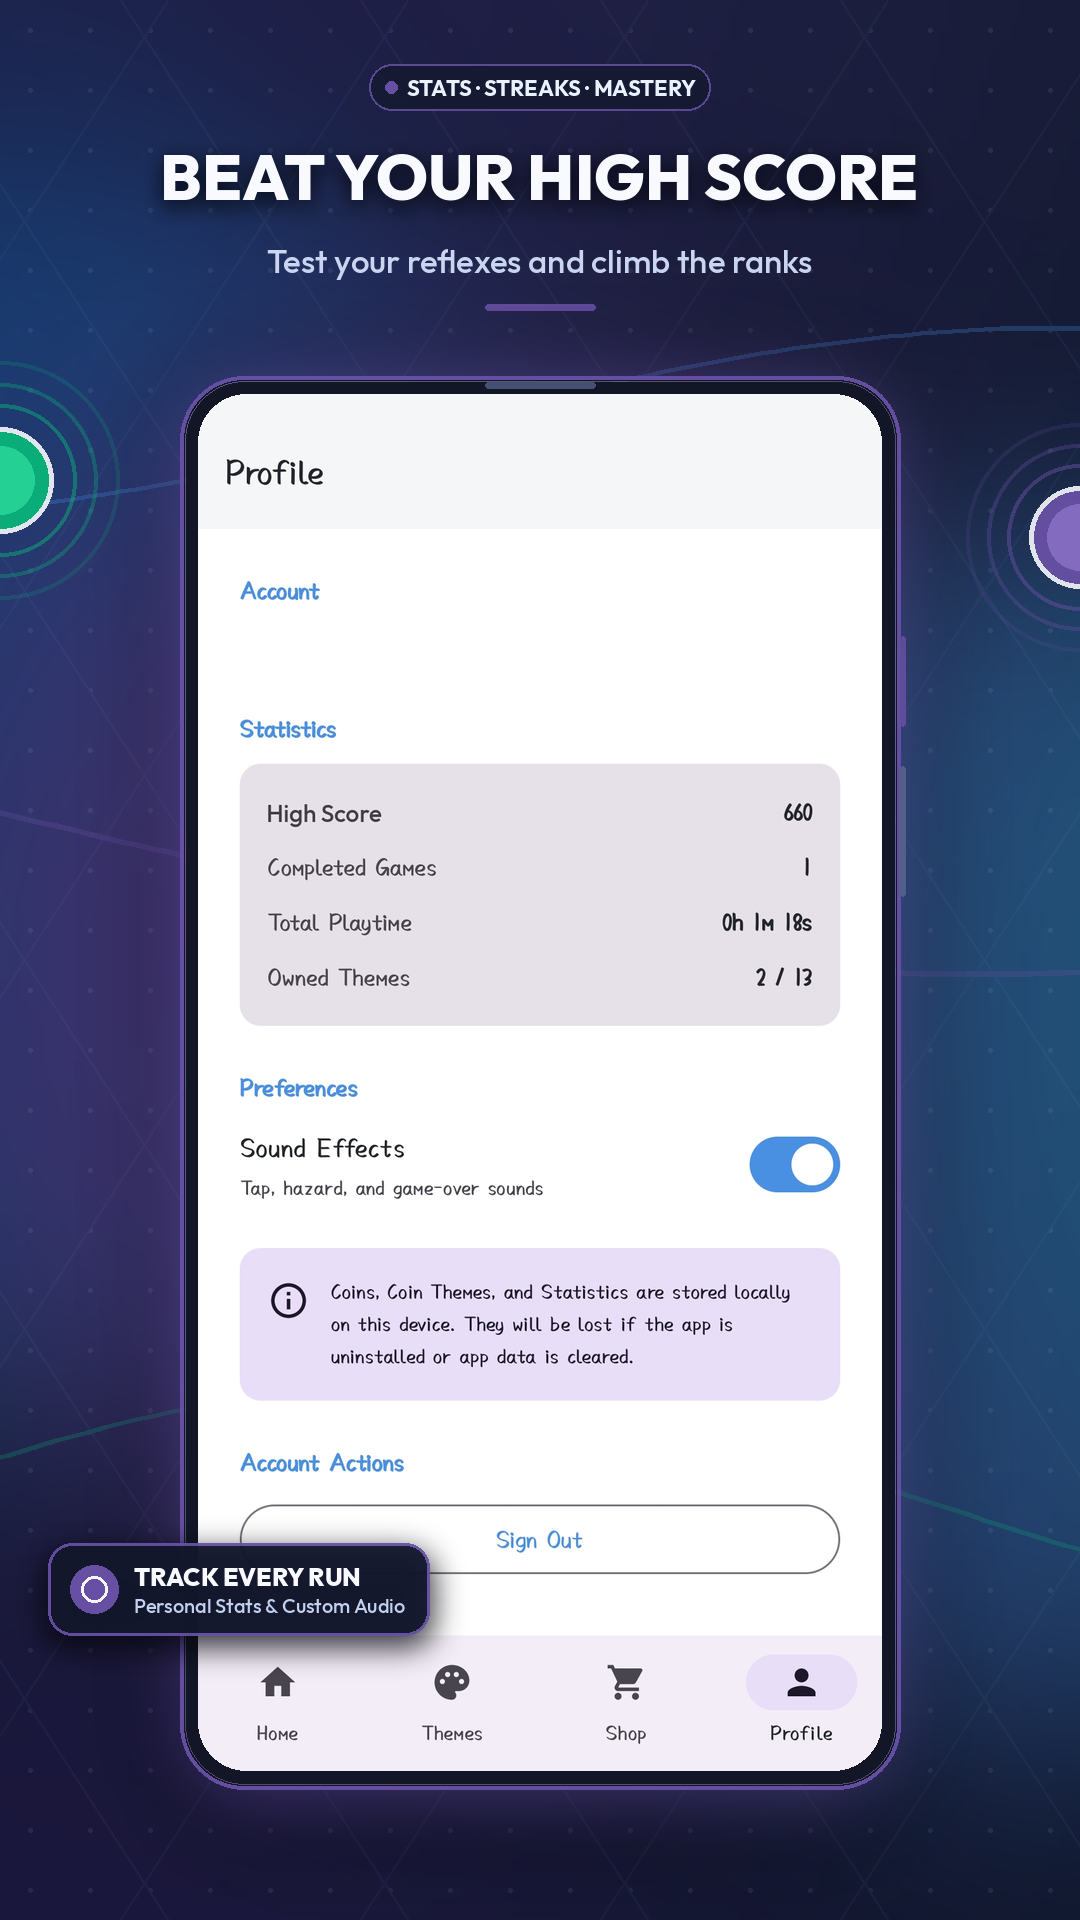 STATS · STREAKS · MASTERY
BEAT YOUR HIGH SCORE
Test your reflexes and climb the ranks
Profile
Account
Statistics
High Score 660
Completed Games 1
Total Playtime 0h 1m 18s
Owned Themes 2 / 13
Preferences
Sound Effects
Tap, hazard, and game-over sounds
Coins, Coin Themes, and Statistics are stored locally
on this device. They will be lost if the app is
uninstalled or app data is cleared.
Account Actions
Sign Out
TRACK EVERY RUN
Personal Stats & Custom Audio
Home Themes Shop Profile